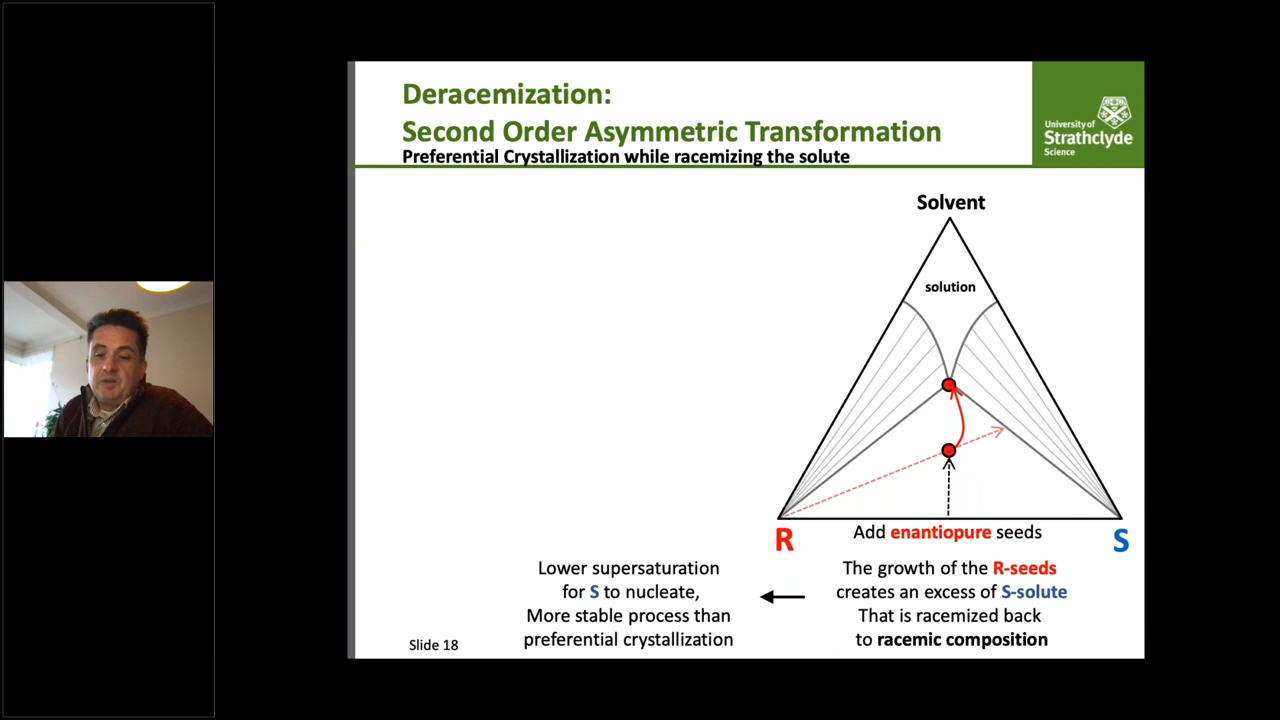 Deracemization:
Second Order Asymmetric Transformation
Preferential Crystallization while racemizing the solute
University of
Strathclyde
Science
Solvent
solution
R
S
Add enantiopure seeds
The growth of the R-seeds
creates an excess of S-solute
That is racemized back
to racemic composition
Lower supersaturation
for S to nucleate,
More stable process than
preferential crystallization
Slide 18